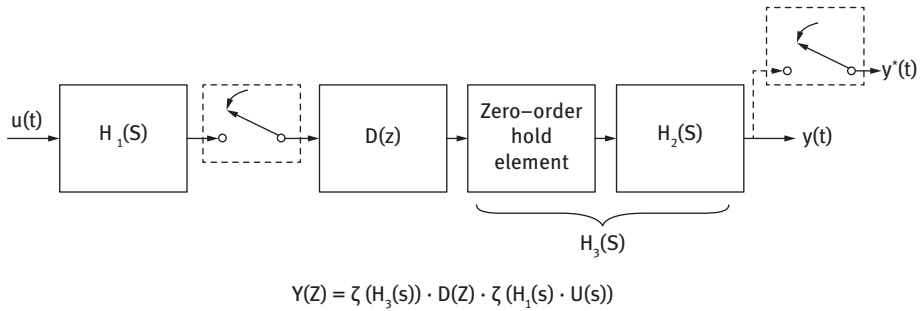 u(t)
H₁(S)
D(z)
Zero–order
hold
element
H₂(S)
y*(t)
y(t)
H₃(S)
Y(Z) = ζ (H₃(s)) · D(Z) · ζ (H₁(s) · U(s))